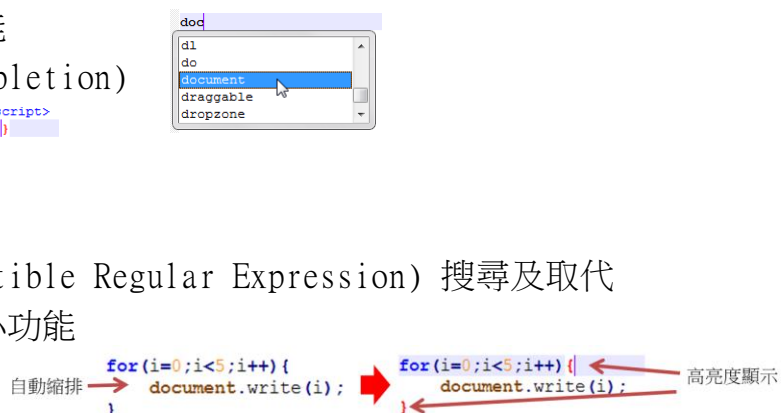 doc
能
dl
do
pletion)
document
draggable
script>
dropzone
}
tible Regular Expression) 搜尋及取代
功能
for(i=0;i<5;i++){
for(i=0;i<5;i++){
自動縮排
document.write(i);
document.write(i);
高亮度顯示
}
}